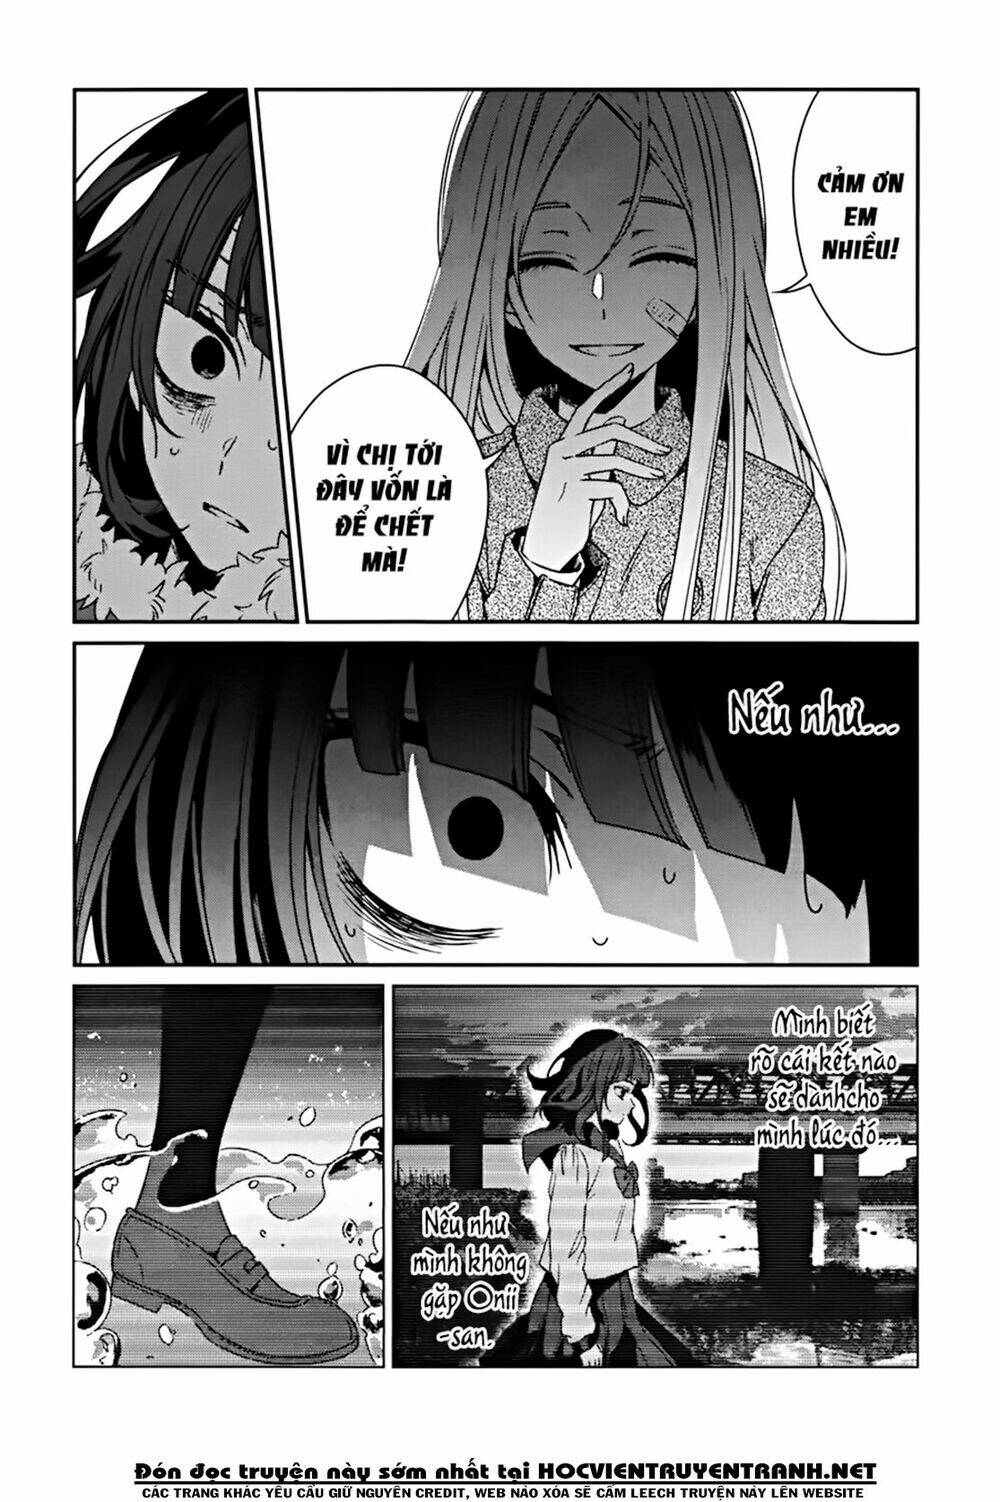 CẢM ƠN
EM
NHIỀU!
VÌ CHỊ TỚI
ĐÂY VỐN LÀ
ĐỂ CHẾT
MÀ!
Nếu như...
Mình biết
rõ cái kết nào
sẽ dànhcho
mình lúc đó...
Nếu như
mình không
gặp Onii
-san.
Đón đọc truyện này sớm nhất tại HOCVIENTRUYENTRANH.NET
CÁC TRANG KHÁC YÊU CẦU GIỮ NGUYÊN CREDIT, WEB NÀO XÓA SẼ CẤM LEECH TRUYỆN NÀY LÊN WEBSITE